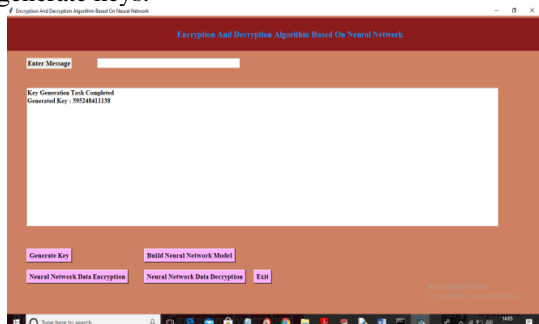 generate keys.
Encryption And Decryption Algorithm Based On Neural Network
Encryption And Decryption Algorithm Based On Neural Network
Enter Message
Key Generation Task Completed
Generated Key : 595248411138
Generate Key
Build Neural Network Model
Neural Network Data Encryption
Neural Network Data Decryption
Exit
Type here to search